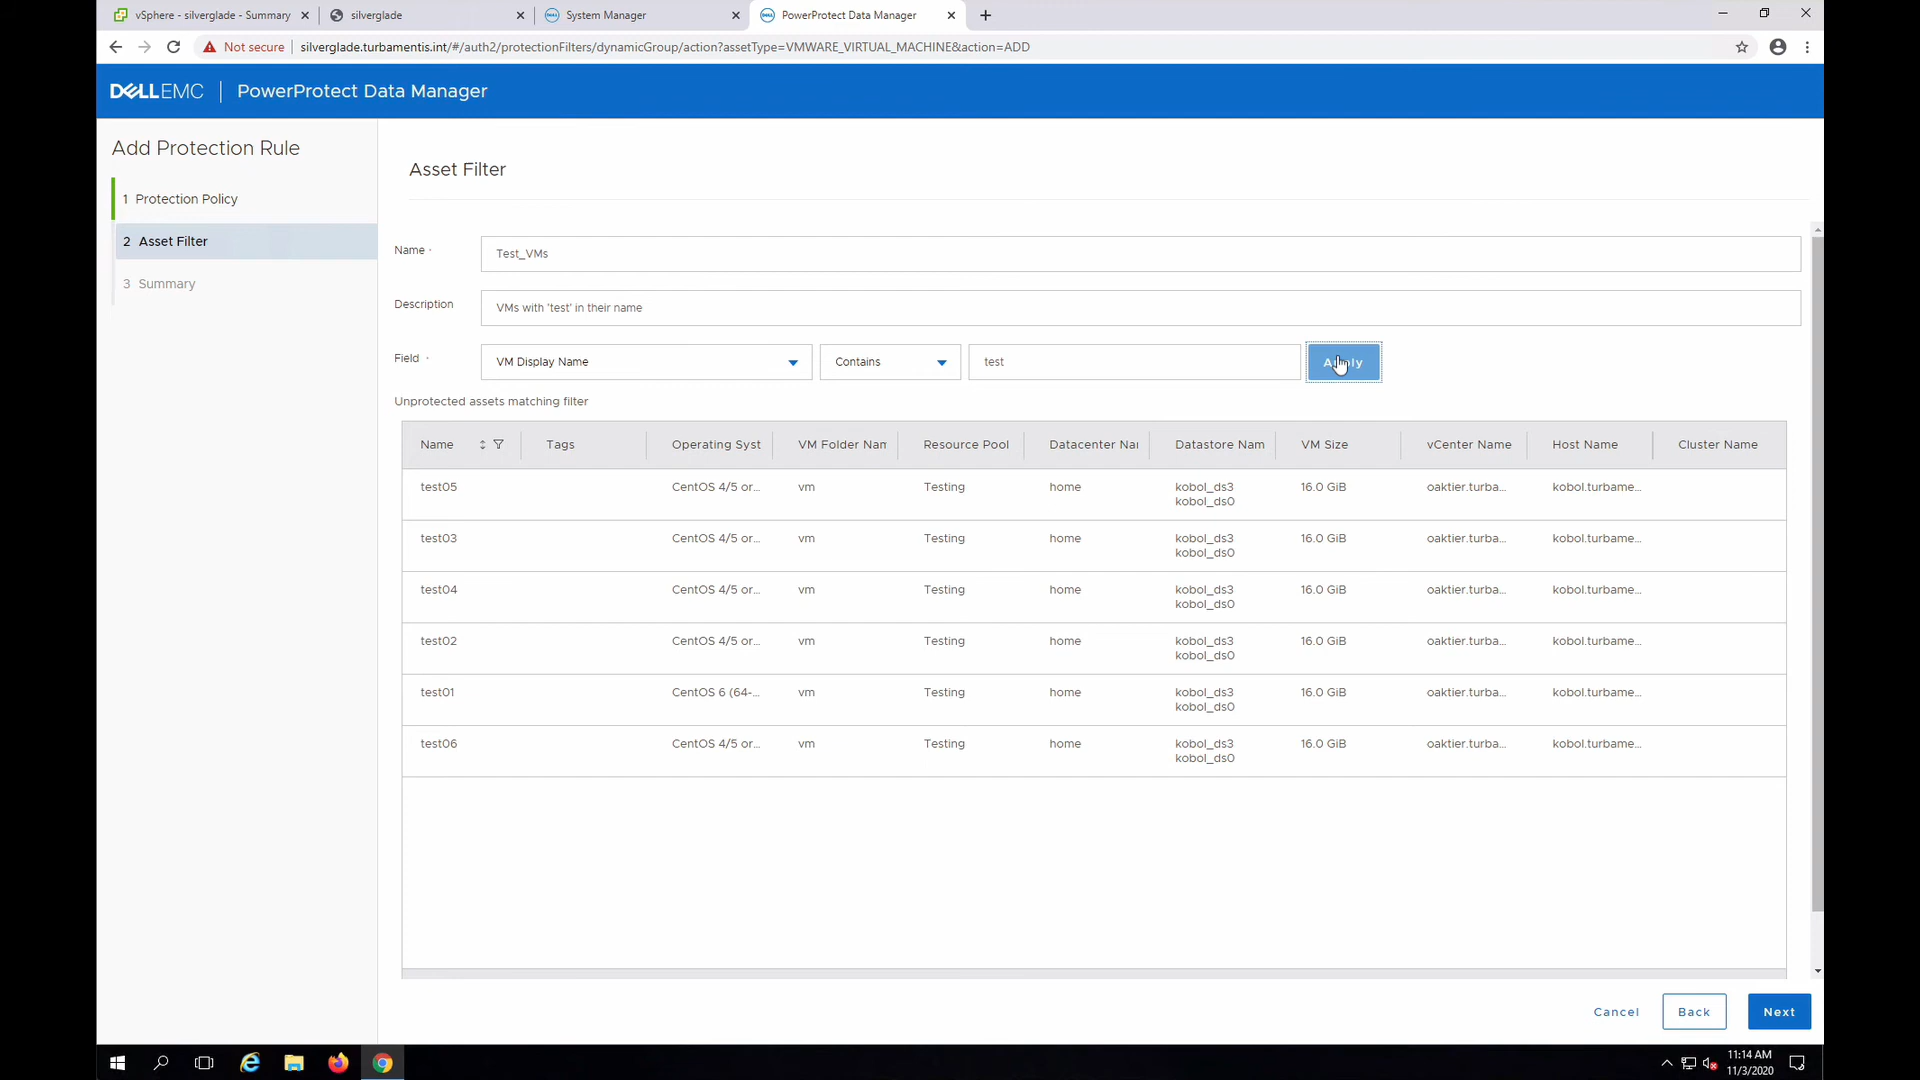 vSphere - silverglade - Summary
silverglade
System Manager
PowerProtect Data Manager
Not secure
silverglade.turbamentis.int/#/auth2/protectionFilters/dynamicGroup/action?assetType=VMWARE_VIRTUAL_MACHINE&action=ADD
DELLEMC
PowerProtect Data Manager
Add Protection Rule
1 Protection Policy
2 Asset Filter
3 Summary
Asset Filter
Name
Test_VMs
Description
VMs with 'test' in their name
Field
VM Display Name
Contains
test
Apply
Unprotected assets matching filter
Name Tags Operating Syst VM Folder Nam Resource Pool Datacenter Nar Datastore Nam VM Size vCenter Name Host Name Cluster Name
test05 CentOS 4/5 or... vm Testing home kobol_ds3 16.0 GiB oaktier.turba... kobol.turbame...
kobol_ds0
test03 CentOS 4/5 or... vm Testing home kobol_ds3 16.0 GiB oaktier.turba... kobol.turbame...
kobol_ds0
test04 CentOS 4/5 or... vm Testing home kobol_ds3 16.0 GiB oaktier.turba... kobol.turbame...
kobol_ds0
test02 CentOS 4/5 or... vm Testing home kobol_ds3 16.0 GiB oaktier.turba... kobol.turbame...
kobol_ds0
test01 CentOS 6 (64-... vm Testing home kobol_ds3 16.0 GiB oaktier.turba... kobol.turbame...
kobol_ds0
test06 CentOS 4/5 or... vm Testing home kobol_ds3 16.0 GiB oaktier.turba... kobol.turbame...
kobol_ds0
Cancel
Back
Next
11:14 AM
11/3/2020